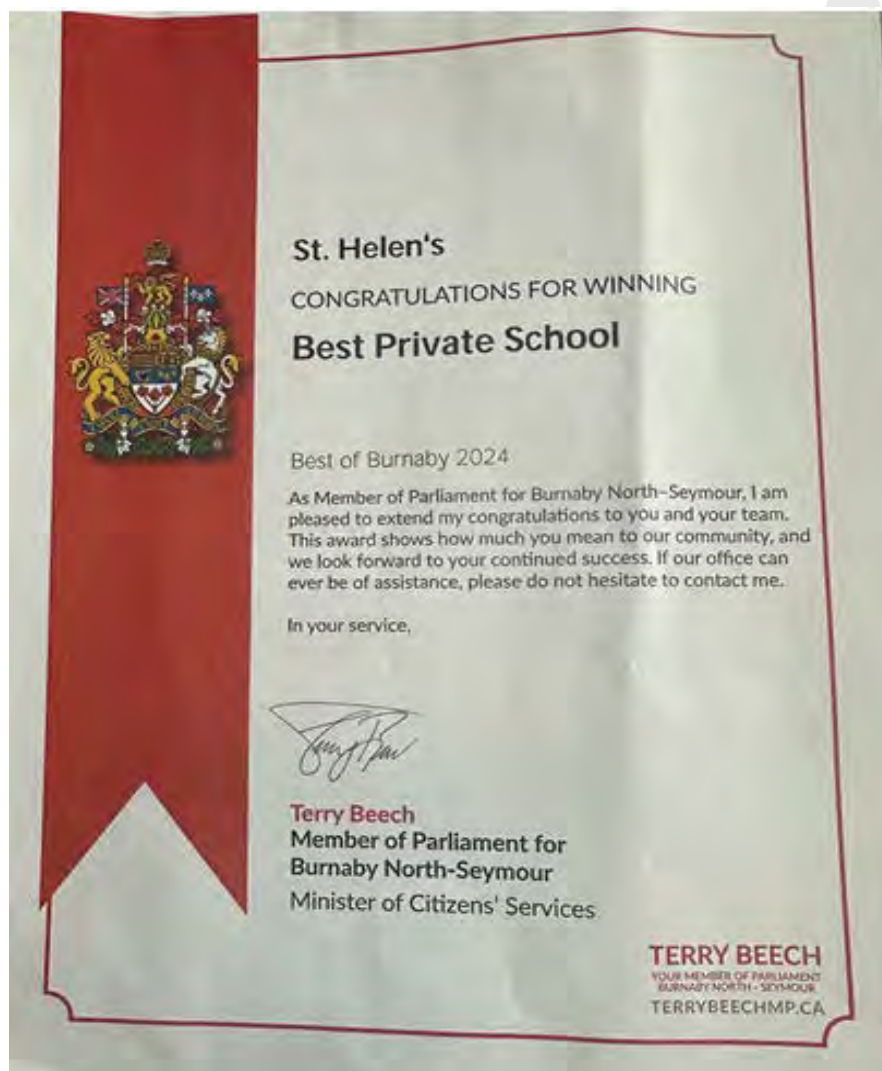 St. Helen's
CONGRATULATIONS FOR WINNING
Best Private School
Best of Burnaby 2024
As Member of Parliament for Burnaby North-Seymour, I am
pleased to extend my congratulations to you and your team.
This award shows how much you mean to our community, and
we look forward to your continued success. If our office can
ever be of assistance, please do not hesitate to contact me.
In your service,
Terry Beech
Member of Parliament for
Burnaby North-Seymour
Minister of Citizens' Services
TERRY BEECH
YOUR MEMBER OF PARLIAMENT
BURNABY NORTH - SEYMOUR
TERRYBEECHMP.CA